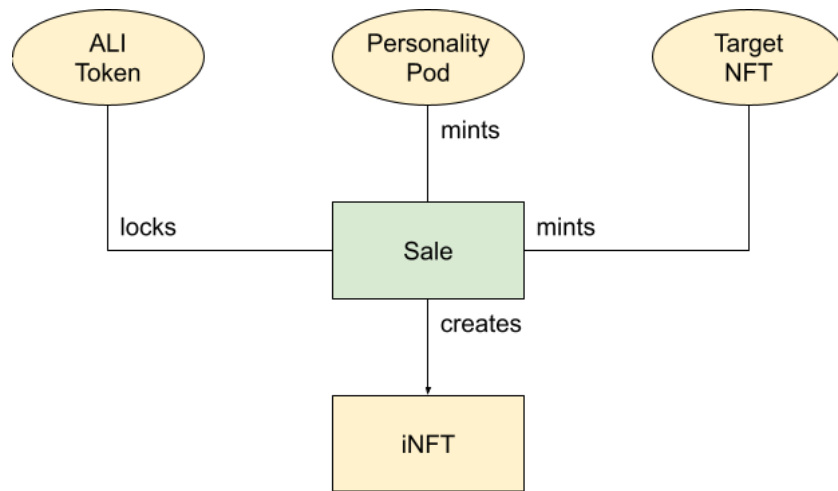 ALI
Token
Personality
Pod
Target
NFT
mints
locks
Sale
mints
creates
iNFT